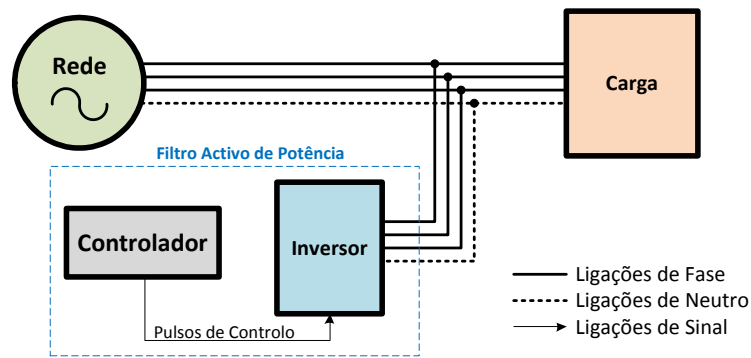 Rede
Carga
Filtro Activo de Potência
Controlador
Inversor
Pulsos de Controlo
Ligações de Fase
Ligações de Neutro
Ligações de Sinal